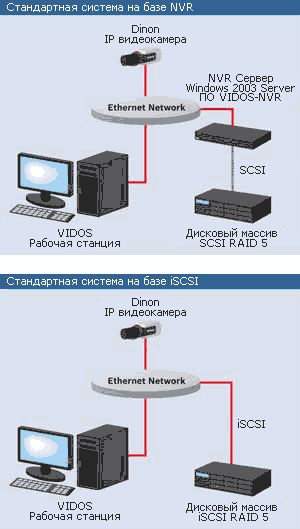 Стандартная система на базе NVR
Dinon
IP видеокамера
NVR Сервер
Windows 2003 Server
ПО VIDOS-NVR
Ethernet Network
SCSI
VIDOS
Рабочая станция
Дисковый массив
SCSI RAID 5
Стандартная система на базе iSCSI
Dinon
IP видеокамера
Ethernet Network
iSCSI
VIDOS
Рабочая станция
Дисковый массив
iSCSI RAID 5